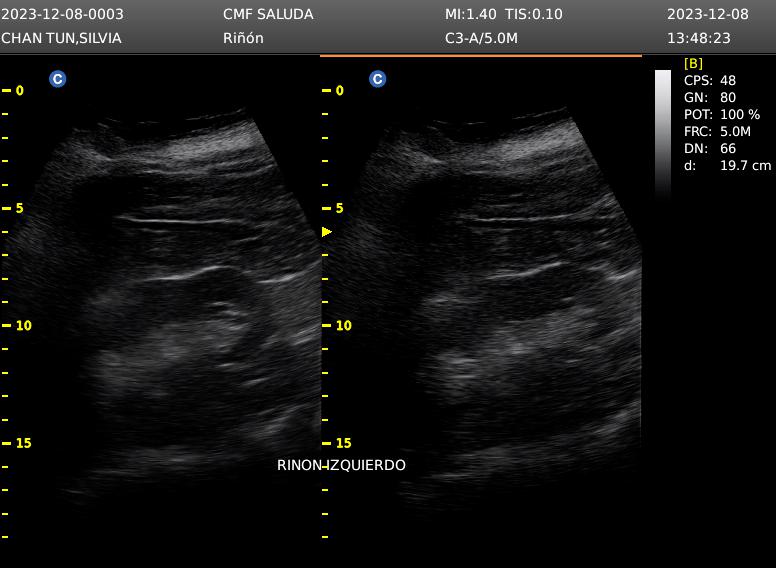 2023-12-08-0003 CMF SALUDA MI:1.40 TIS:0.10 2023-12-08
CHAN TUN,SILVIA Riñón C3-A/5.0M 13:48:23
[B]
C C
CPS: 48
GN: 80
POT: 100 %
FRC: 5.0M
DN: 66
d: 19.7 cm
0 0
5 5
10 10
15 15
RINON IZQUIERDO